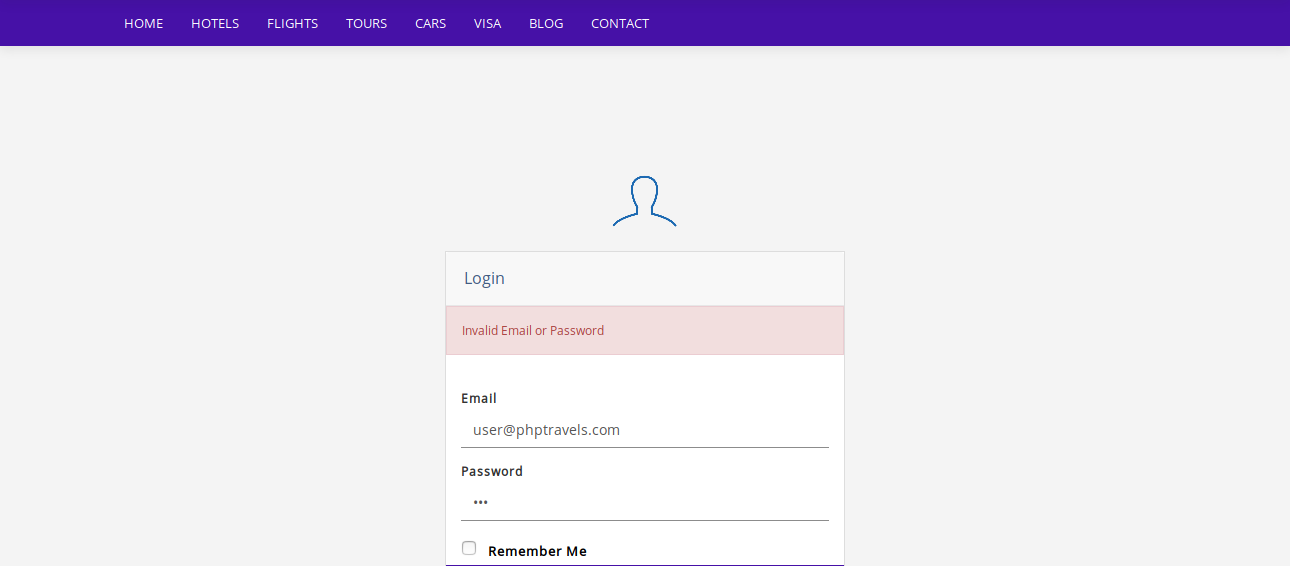 HOME HOTELS FLIGHTS TOURS CARS VISA BLOG CONTACT
Login
Invalid Email or Password
Email
user@phptravels.com
Password
•••
Remember Me